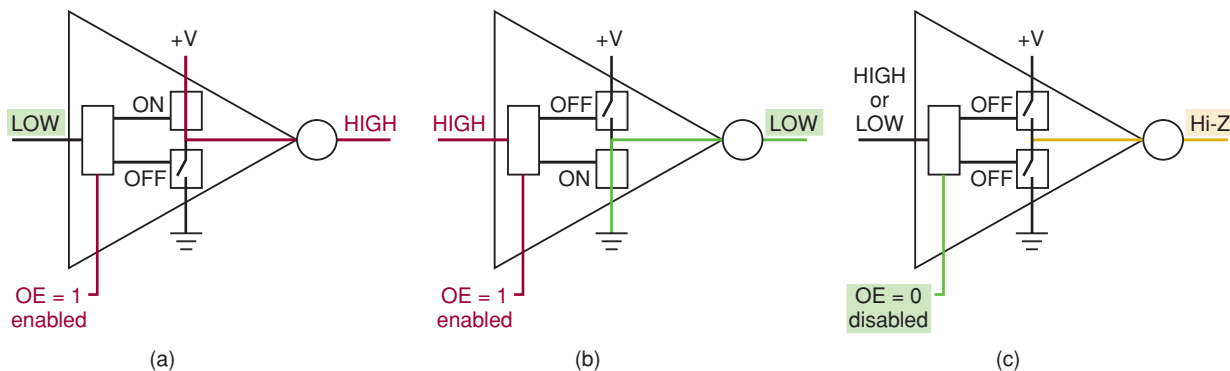 +V
ON
LOW
HIGH
OFF
OE = 1
enabled
(a)
+V
OFF
HIGH
LOW
ON
OE = 1
enabled
(b)
+V
HIGH
or
LOW
OFF
Hi-Z
OFF
OE = 0
disabled
(c)